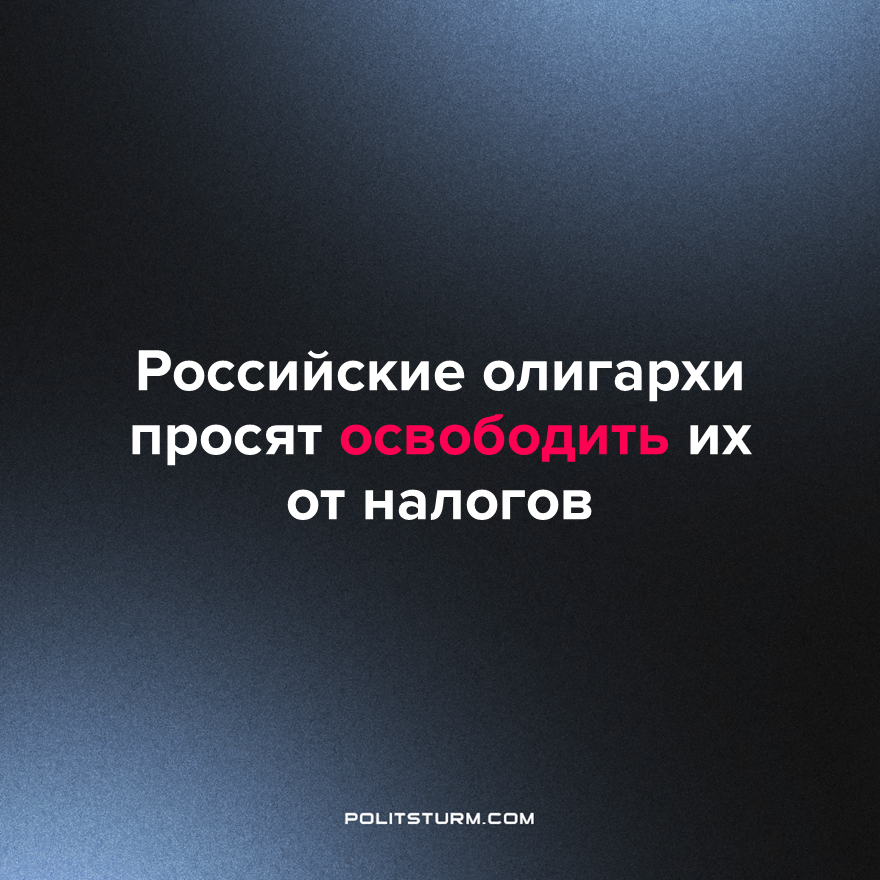 Российские олигархи
просят освободить их
от налогов
POLITSTURM.COM